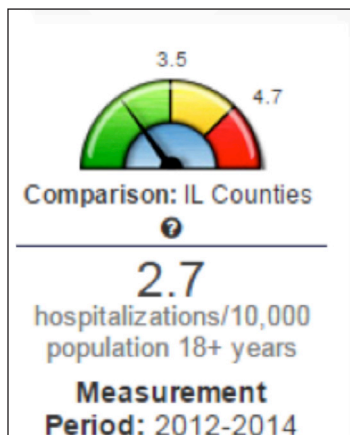 3.5
4.7
Comparison: IL Counties
?
2.7
hospitalizations/10,000
population 18+ years
Measurement
Period: 2012-2014